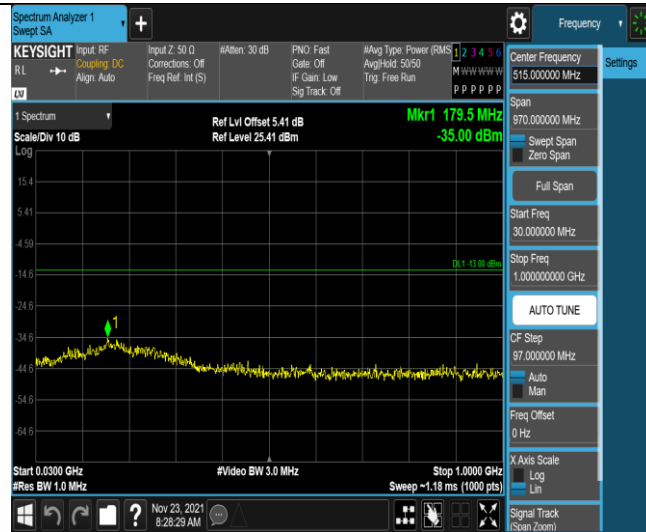 Spectrum Analyzer 1
Swept SA
+
Frequency
KEYSIGHT
R L
LXI
Input: RF
Coupling: DC
Align: Auto
Input Z: 50 Ω
Corrections: Off
Freq Ref: Int (S)
#Atten: 30 dB
PNO: Fast
Gate: Off
IF Gain: Low
Sig Track: Off
#Avg Type: Power (RMS
Avg|Hold: 50/50
Trig: Free Run
1 2 3 4 5 6
M W W W W W
P P P P P P
1 Spectrum
Scale/Div 10 dB
Log
Ref Lvl Offset 5.41 dB
Ref Level 25.41 dBm
Mkr1 179.5 MHz
-35.00 dBm
15.4
5.41
-4.59
-14.6
-24.6
-34.6
-44.6
-54.6
-64.6
DL1 -13.00 dBm
1
Start 0.0300 GHz
#Res BW 1.0 MHz
#Video BW 3.0 MHz
Stop 1.0000 GHz
Sweep ~1.18 ms (1000 pts)
Nov 23, 2021
8:28:29 AM
?
Center Frequency
515.000000 MHz
Settings
Span
970.000000 MHz
Swept Span
Zero Span
Full Span
Start Freq
30.000000 MHz
Stop Freq
1.000000000 GHz
AUTO TUNE
CF Step
97.000000 MHz
Auto
Man
Freq Offset
0 Hz
X Axis Scale
Log
Lin
Signal Track
(Span Zoom)